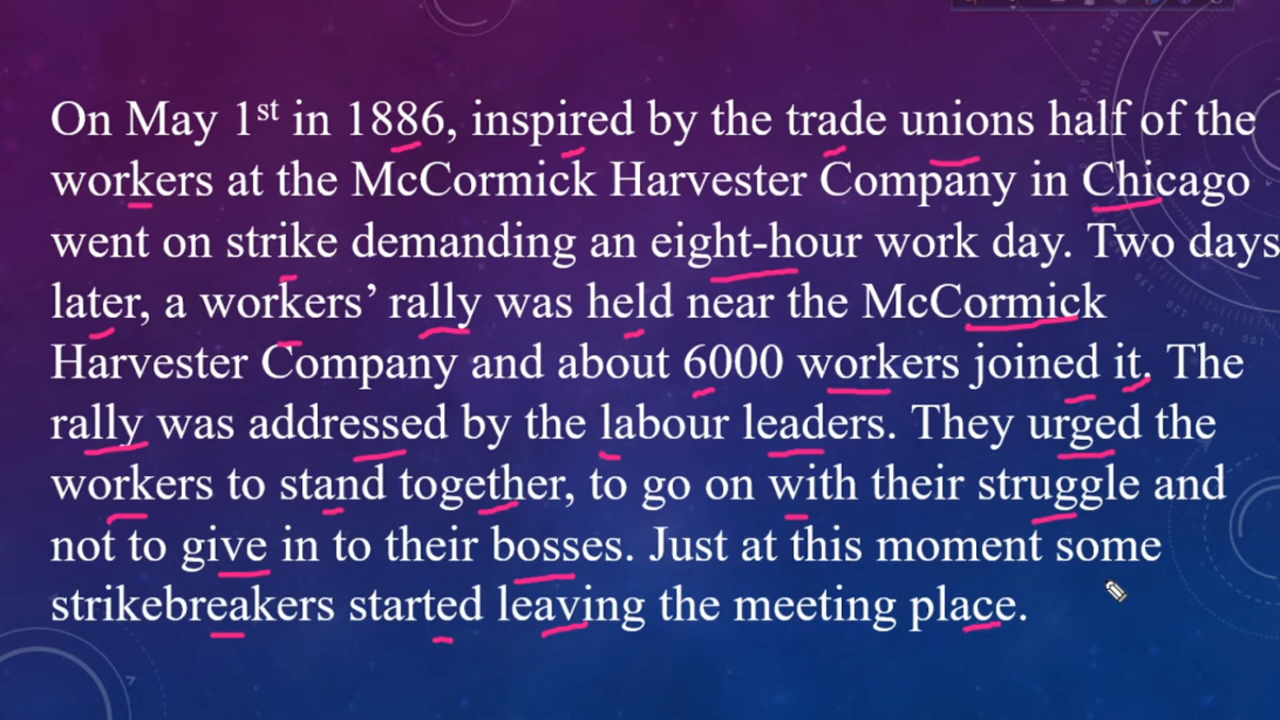 On May 1st in 1886, inspired by the trade unions half of the
workers at the McCormick Harvester Company in Chicago
went on strike demanding an eight-hour work day. Two days
later, a workers’ rally was held near the McCormick
Harvester Company and about 6000 workers joined it. The
rally was addressed by the labour leaders. They urged the
workers to stand together, to go on with their struggle and
not to give in to their bosses. Just at this moment some
strikebreakers started leaving the meeting place.